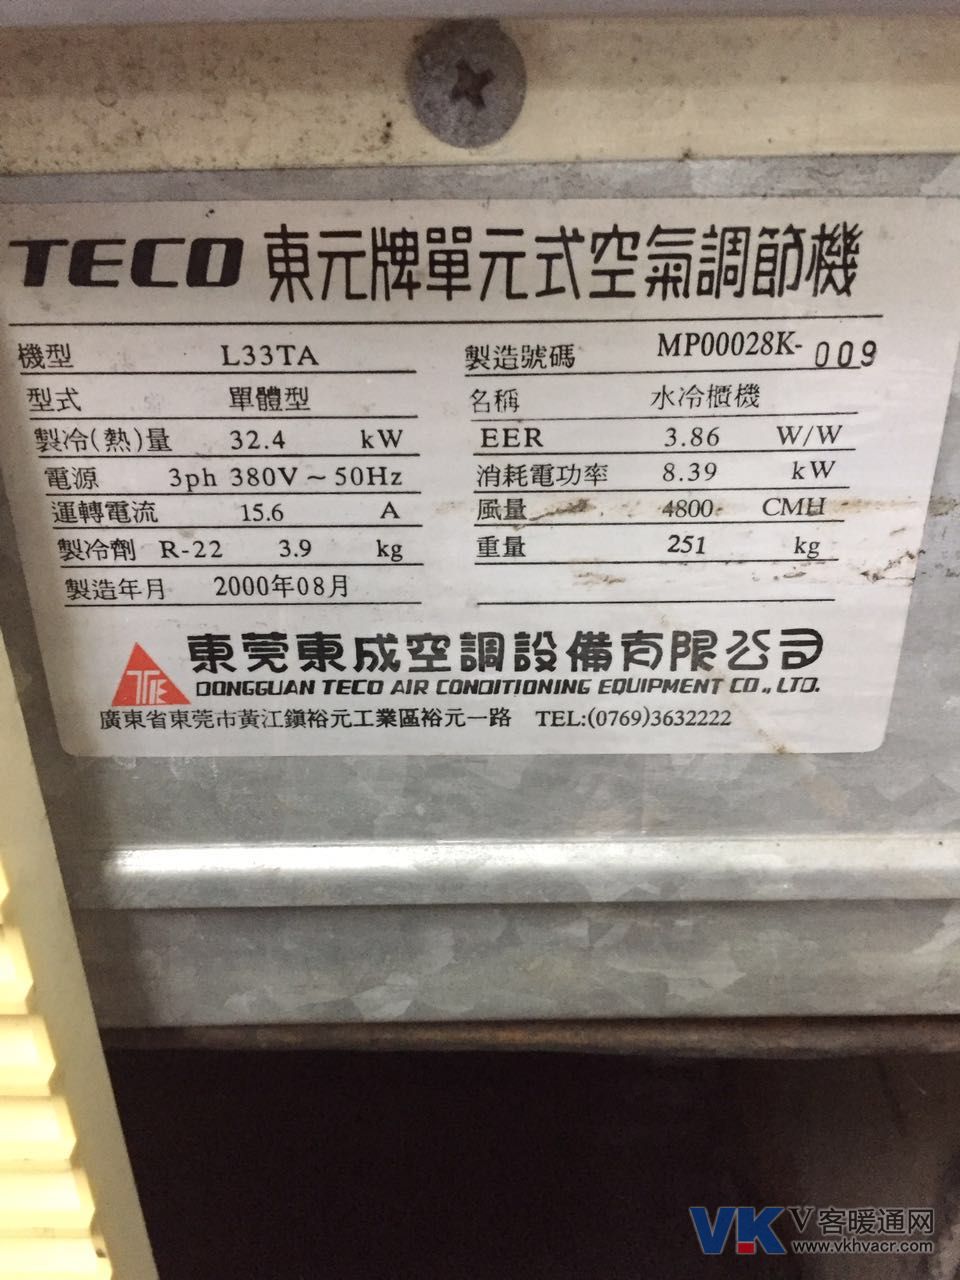 TECO 東元牌單元式空氣調節機
機型 L33TA 製造號碼 MP00028K-009
型式 單體型 名稱 水冷櫃機
製冷(熱)量 32.4 kW EER 3.86 W/W
電源 3ph 380V～50Hz 消耗電功率 8.39 kW
運轉電流 15.6 A 風量 4800 CMH
製冷劑 R-22 3.9 kg 重量 251 kg
製造年月 2000年08月
東莞東成空調設備有限公司
DONGGUAN TECO AIR CONDITIONING EQUIPMENT CO., LTD.
廣東省東莞市黃江鎮裕元工業區裕元一路 TEL:(0769)3632222
VK V客暖通网
www.vkhvacr.com